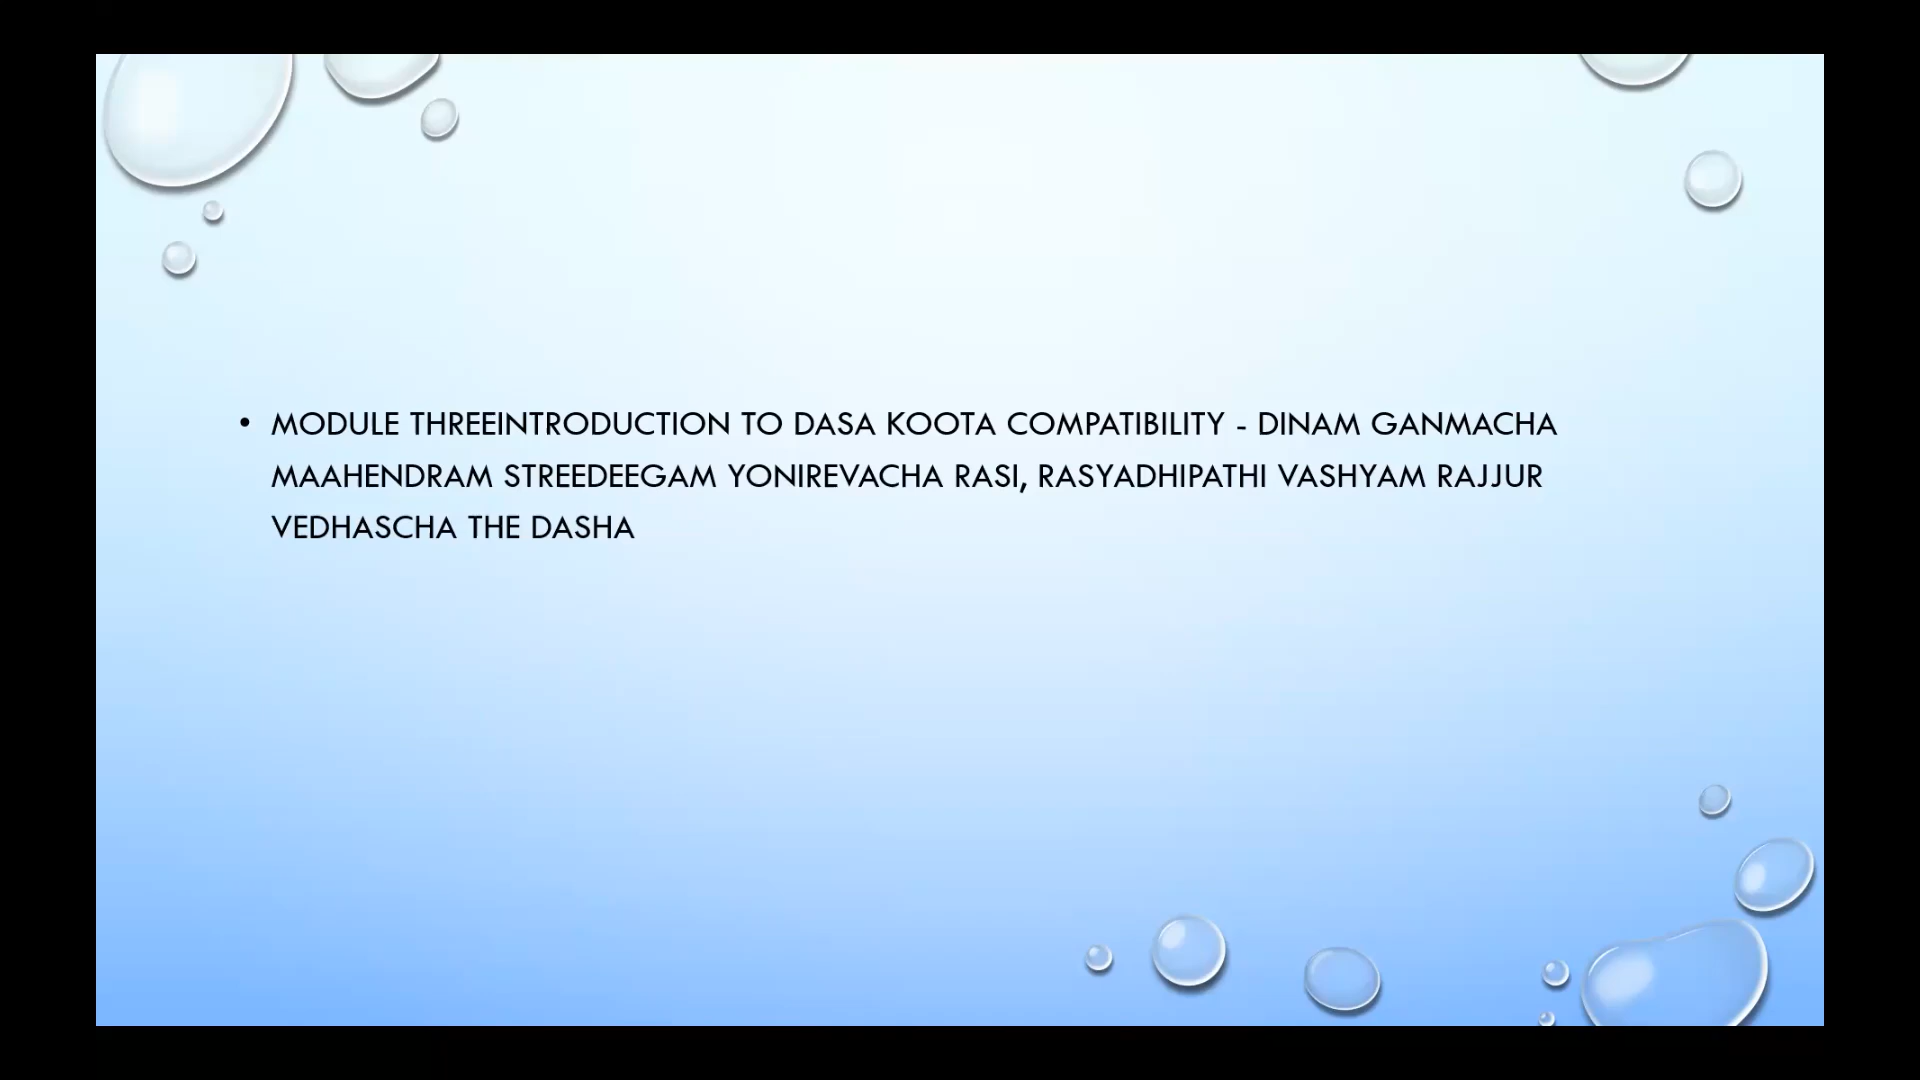 • MODULE THREEINTRODUCTION TO DASA KOOTA COMPATIBILITY - DINAM GANMACHA
MAAHENDRAM STREEDEEGAM YONIREVACHA RASI, RASYADHIPATHI VASHYAM RAJJUR
VEDHASCHA THE DASHA